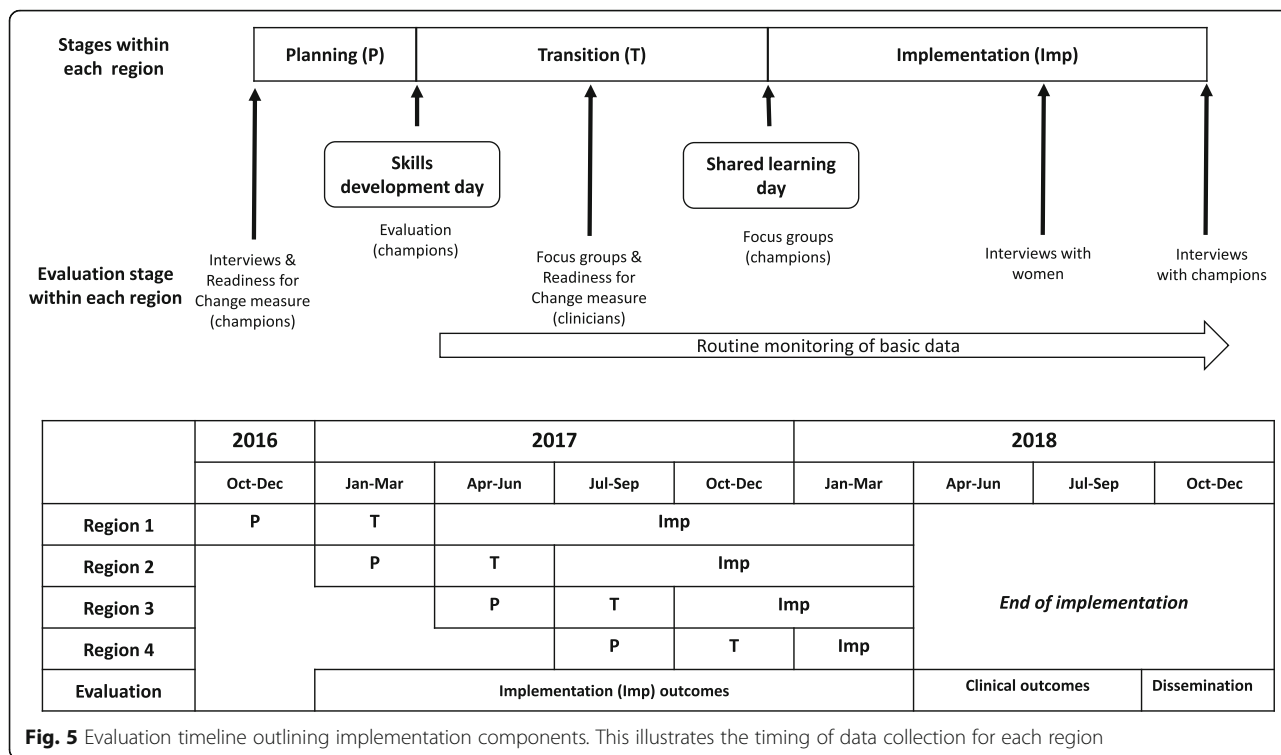 Stages within
each region
Planning (P)
Transition (T)
Implementation (Imp)
Skills
development day
Shared learning
day
Evaluation stage
within each region
Interviews &
Readiness for
Change measure
(champions)
Evaluation
(champions)
Focus groups &
Readiness for
Change measure
(clinicians)
Focus groups
(champions)
Interviews with
women
Interviews
with champions
Routine monitoring of basic data
2016 2017 2018
Oct-Dec Jan-Mar Apr-Jun Jul-Sep Oct-Dec Jan-Mar Apr-Jun Jul-Sep Oct-Dec
Region 1 P T Imp
Region 2 P T Imp
Region 3 P T Imp End of implementation
Region 4 P T Imp
Evaluation Implementation (Imp) outcomes Clinical outcomes Dissemination
Fig. 5 Evaluation timeline outlining implementation components. This illustrates the timing of data collection for each region